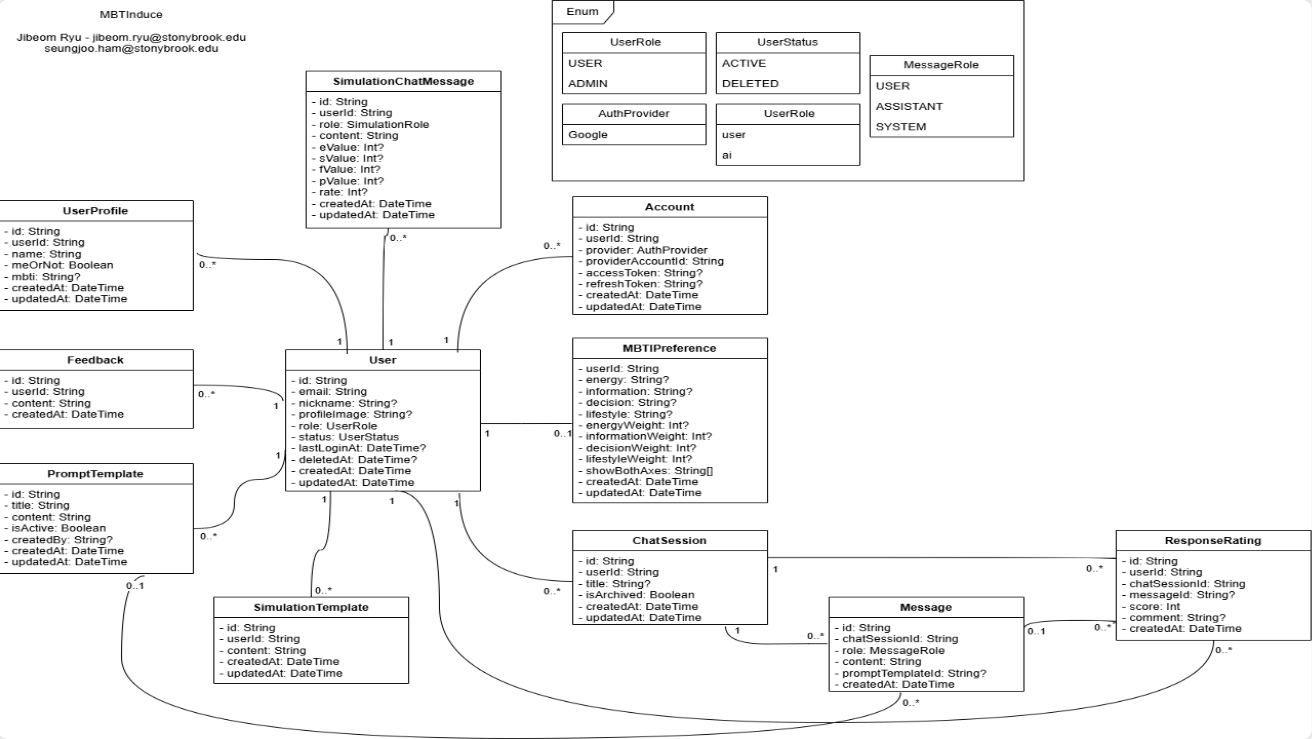 MBTInduce
Jibeom Ryu - jibeom.ryu@stonybrook.edu
seungjoo.ham@stonybrook.edu
Enum
UserRole
USER
ADMIN
UserStatus
ACTIVE
DELETED
MessageRole
USER
ASSISTANT
SYSTEM
AuthProvider
Google
UserRole
user
ai
SimulationChatMessage
- id: String
- userId: String
- role: SimulationRole
- content: String
- eValue: Int?
- sValue: Int?
- fValue: Int?
- pValue: Int?
- rate: Int?
- createdAt: DateTime
- updatedAt: DateTime
0..*
1
UserProfile
- id: String
- userId: String
- name: String
- meOrNot: Boolean
- mbti: String?
- createdAt: DateTime
- updatedAt: DateTime
0..*
1
Account
- id: String
- userId: String
- provider: AuthProvider
- providerAccountId: String
- accessToken: String?
- refreshToken: String?
- createdAt: DateTime
- updatedAt: DateTime
0..*
1
Feedback
- id: String
- userId: String
- content: String
- createdAt: DateTime
0..*
1
User
- id: String
- email: String
- nickname: String?
- profileImage: String?
- role: UserRole
- status: UserStatus
- lastLoginAt: DateTime?
- deletedAt: DateTime?
- createdAt: DateTime
- updatedAt: DateTime
1
0..1
MBTIPreference
- userId: String
- energy: String?
- information: String?
- decision: String?
- lifestyle: String?
- energyWeight: Int?
- informationWeight: Int?
- decisionWeight: Int?
- lifestyleWeight: Int?
- showBothAxes: String[]
- createdAt: DateTime
- updatedAt: DateTime
PromptTemplate
- id: String
- title: String
- content: String
- isActive: Boolean
- createdBy: String?
- createdAt: DateTime
- updatedAt: DateTime
1
0..*
0..1
1
1
1
0..*
SimulationTemplate
- id: String
- userId: String
- content: String
- createdAt: DateTime
- updatedAt: DateTime
0..*
ChatSession
- id: String
- userId: String
- title: String?
- isArchived: Boolean
- createdAt: DateTime
- updatedAt: DateTime
1
0..*
1
0..*
Message
- id: String
- chatSessionId: String
- role: MessageRole
- content: String
- promptTemplateId: String?
- createdAt: DateTime
0..1
0..*
0..*
ResponseRating
- id: String
- userId: String
- chatSessionId: String
- messageId: String?
- score: Int
- comment: String?
- createdAt: DateTime
0..*